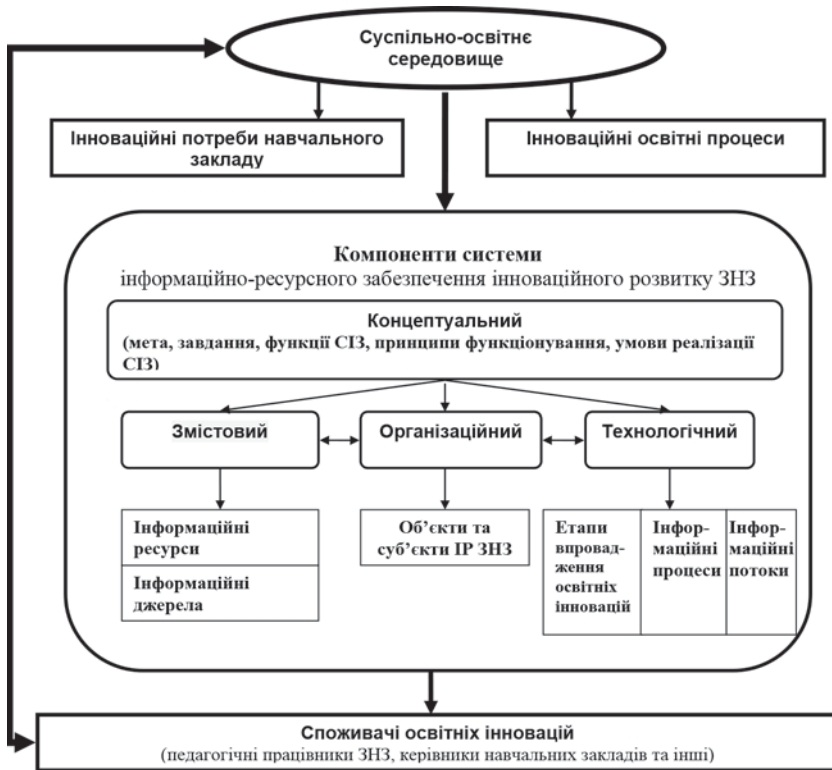 Суспільно-освітнє
середовище
Інноваційні потреби навчального
закладу
Інноваційні освітні процеси
Компоненти системи
інформаційно-ресурсного забезпечення інноваційного розвитку ЗНЗ
Концептуальний
(мета, завдання, функції СІЗ, принципи функціонування, умови реалізації
СІЗ)
Змістовий
Організаційний
Технологічний
Інформаційні
ресурси
Інформаційні
джерела
Об’єкти та
суб’єкти ІР ЗНЗ
Етапи
впровад-
ження
освітніх
інновацій
Інфор-
маційні
процеси
Інфор-
маційні
потоки
Споживачі освітніх інновацій
(педагогічні працівники ЗНЗ, керівники навчальних закладів та інші)